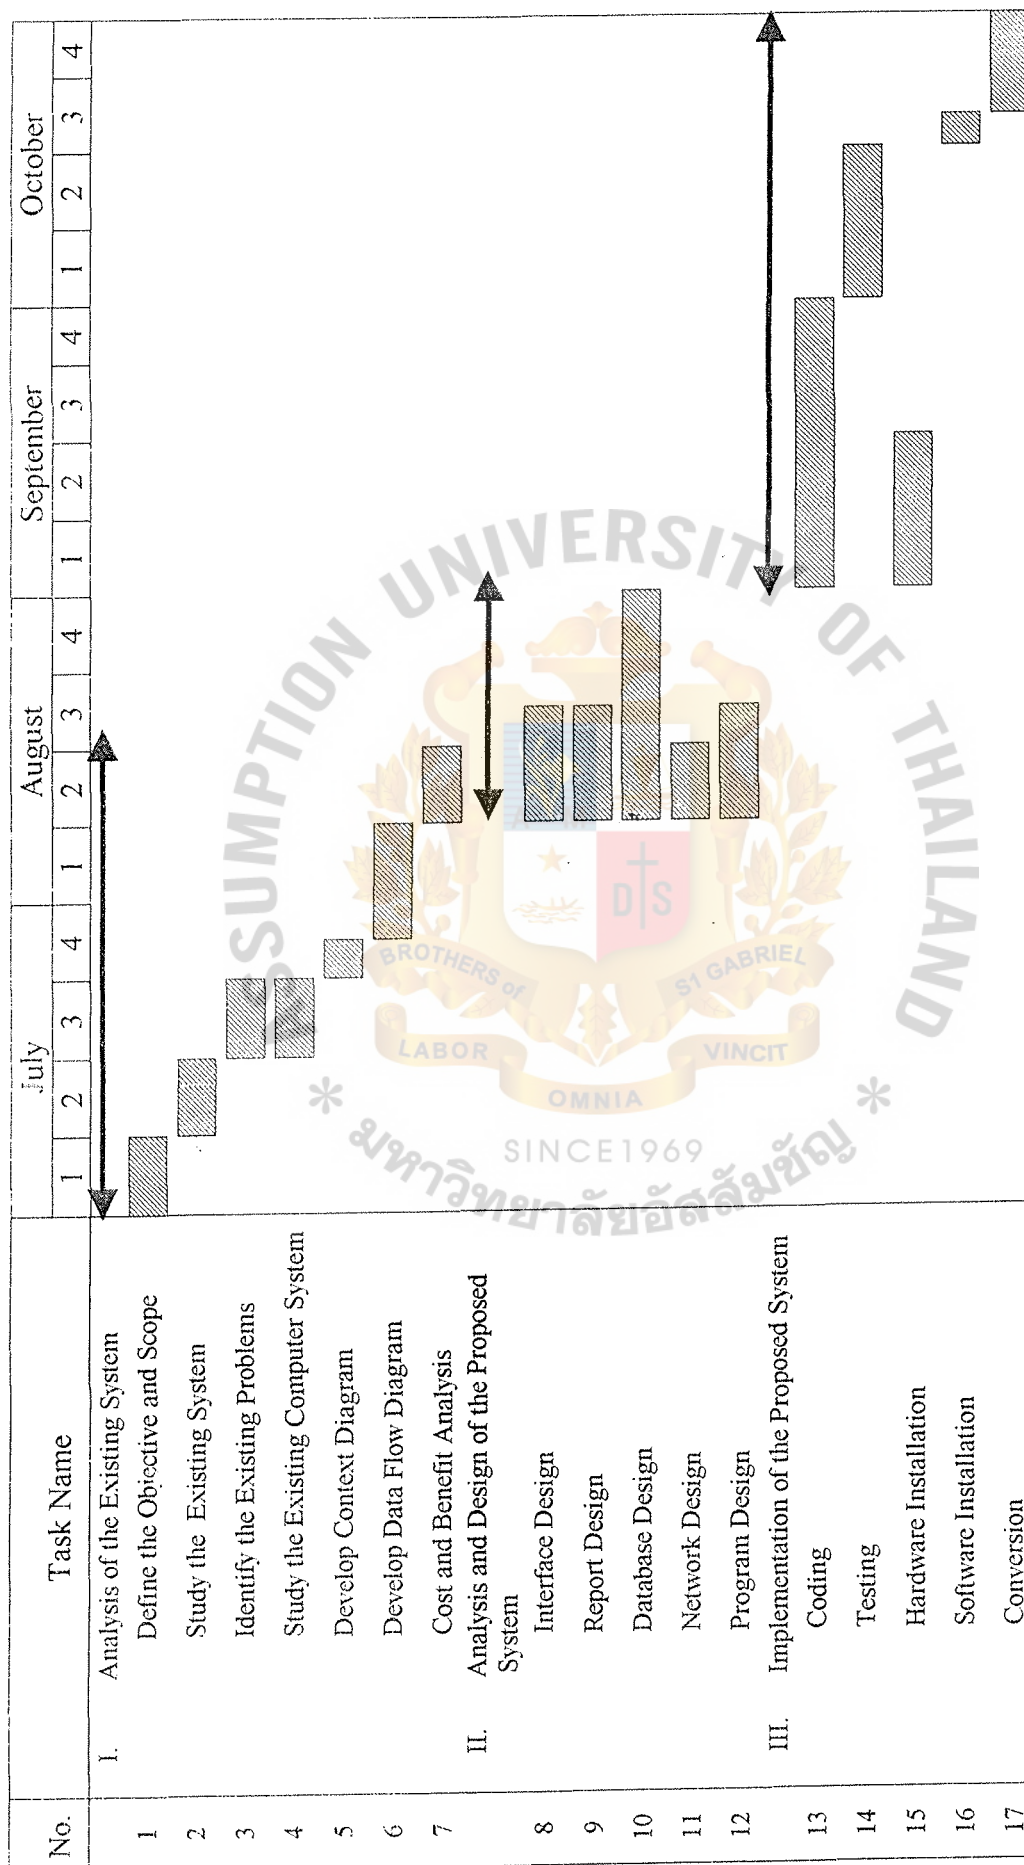 No. Task Name July August September October
1 2 3 4 1 2 3 4 1 2 3 4 1 2 3 4
I. Analysis of the Existing System
1 Define the Objective and Scope
2 Study the Existing System
3 Identify the Existing Problems
4 Study the Existing Computer System
5 Develop Context Diagram
6 Develop Data Flow Diagram
7 Cost and Benefit Analysis
II. Analysis and Design of the Proposed
System
8 Interface Design
9 Report Design
10 Database Design
11 Network Design
12 Program Design
III. Implementation of the Proposed System
13 Coding
14 Testing
15 Hardware Installation
16 Software Installation
17 Conversion
ASSUMPTION UNIVERSITY OF THAILAND
D S
BROTHERS of ST GABRIEL
LABOR OMNIA VINCIT
SINCE1969
* มหาวิทยาลัยอัสสัมชัญ *